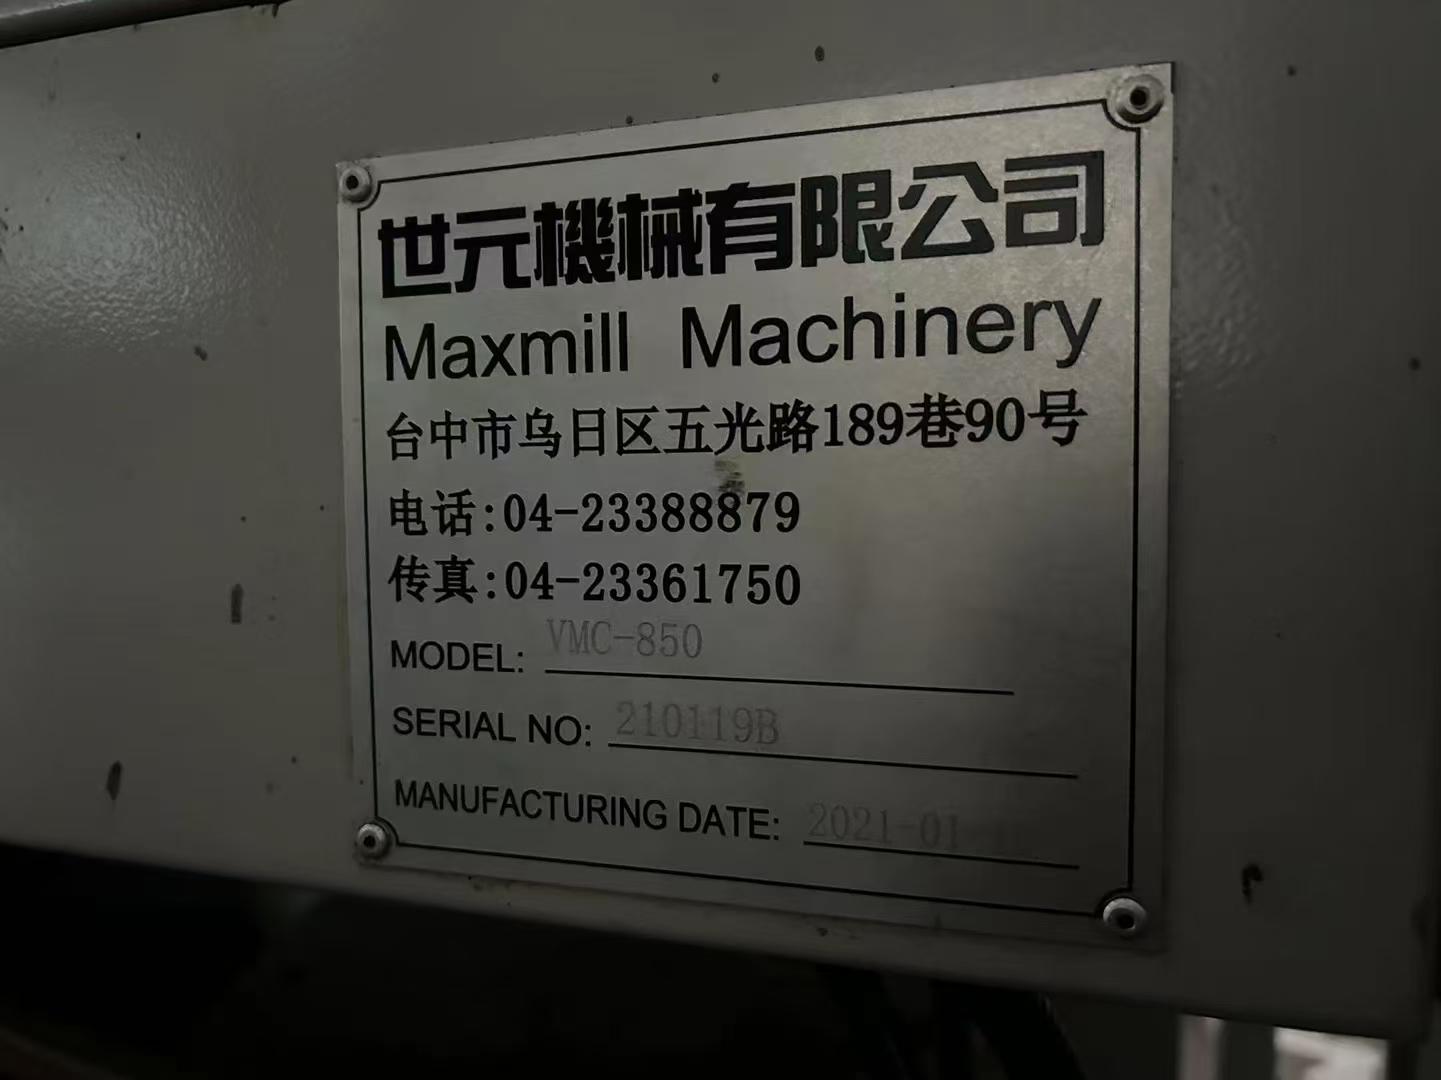 世元機械有限公司
Maxmill Machinery
台中市乌日区五光路189巷90号
电话:04-23388879
传真:04-23361750
MODEL: VMC-850
SERIAL NO: 210119B
MANUFACTURING DATE: 2021-01